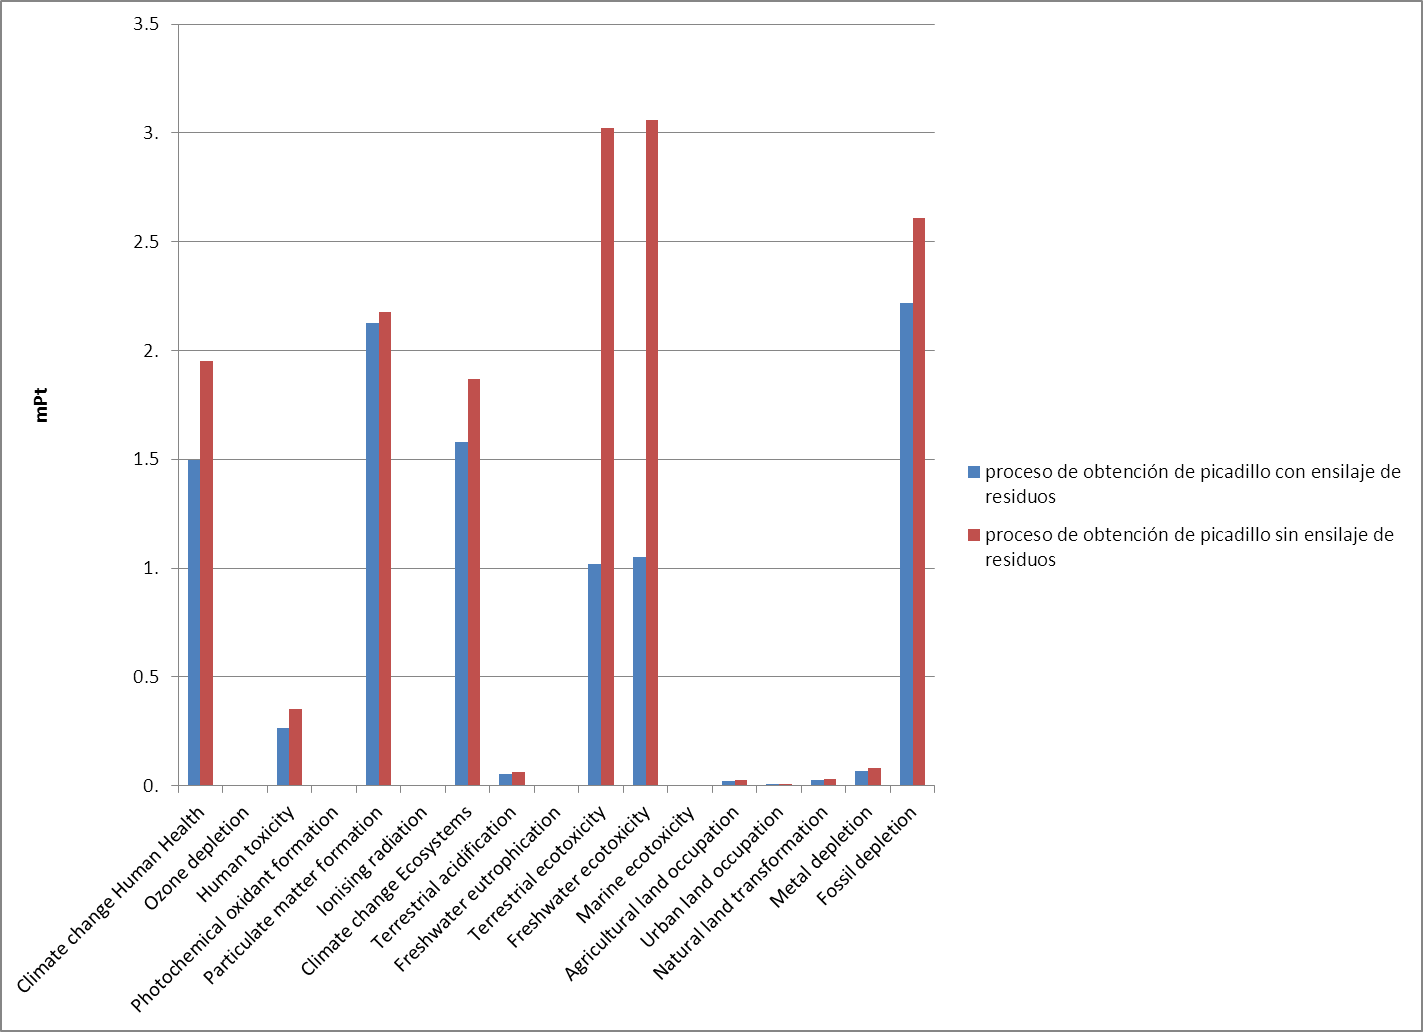 3.5
3.
2.5
2.
1.5
1.
0.5
0.
mPt
Climate change Human Health
Ozone depletion
Human toxicity
Photochemical oxidant formation
Particulate matter formation
Ionising radiation
Climate change Ecosystems
Terrestrial acidification
Freshwater eutrophication
Terrestrial ecotoxicity
Freshwater ecotoxicity
Marine ecotoxicity
Agricultural land occupation
Urban land occupation
Natural land transformation
Metal depletion
Fossil depletion
proceso de obtención de picadillo con ensilaje de
residuos
proceso de obtención de picadillo sin ensilaje de
residuos